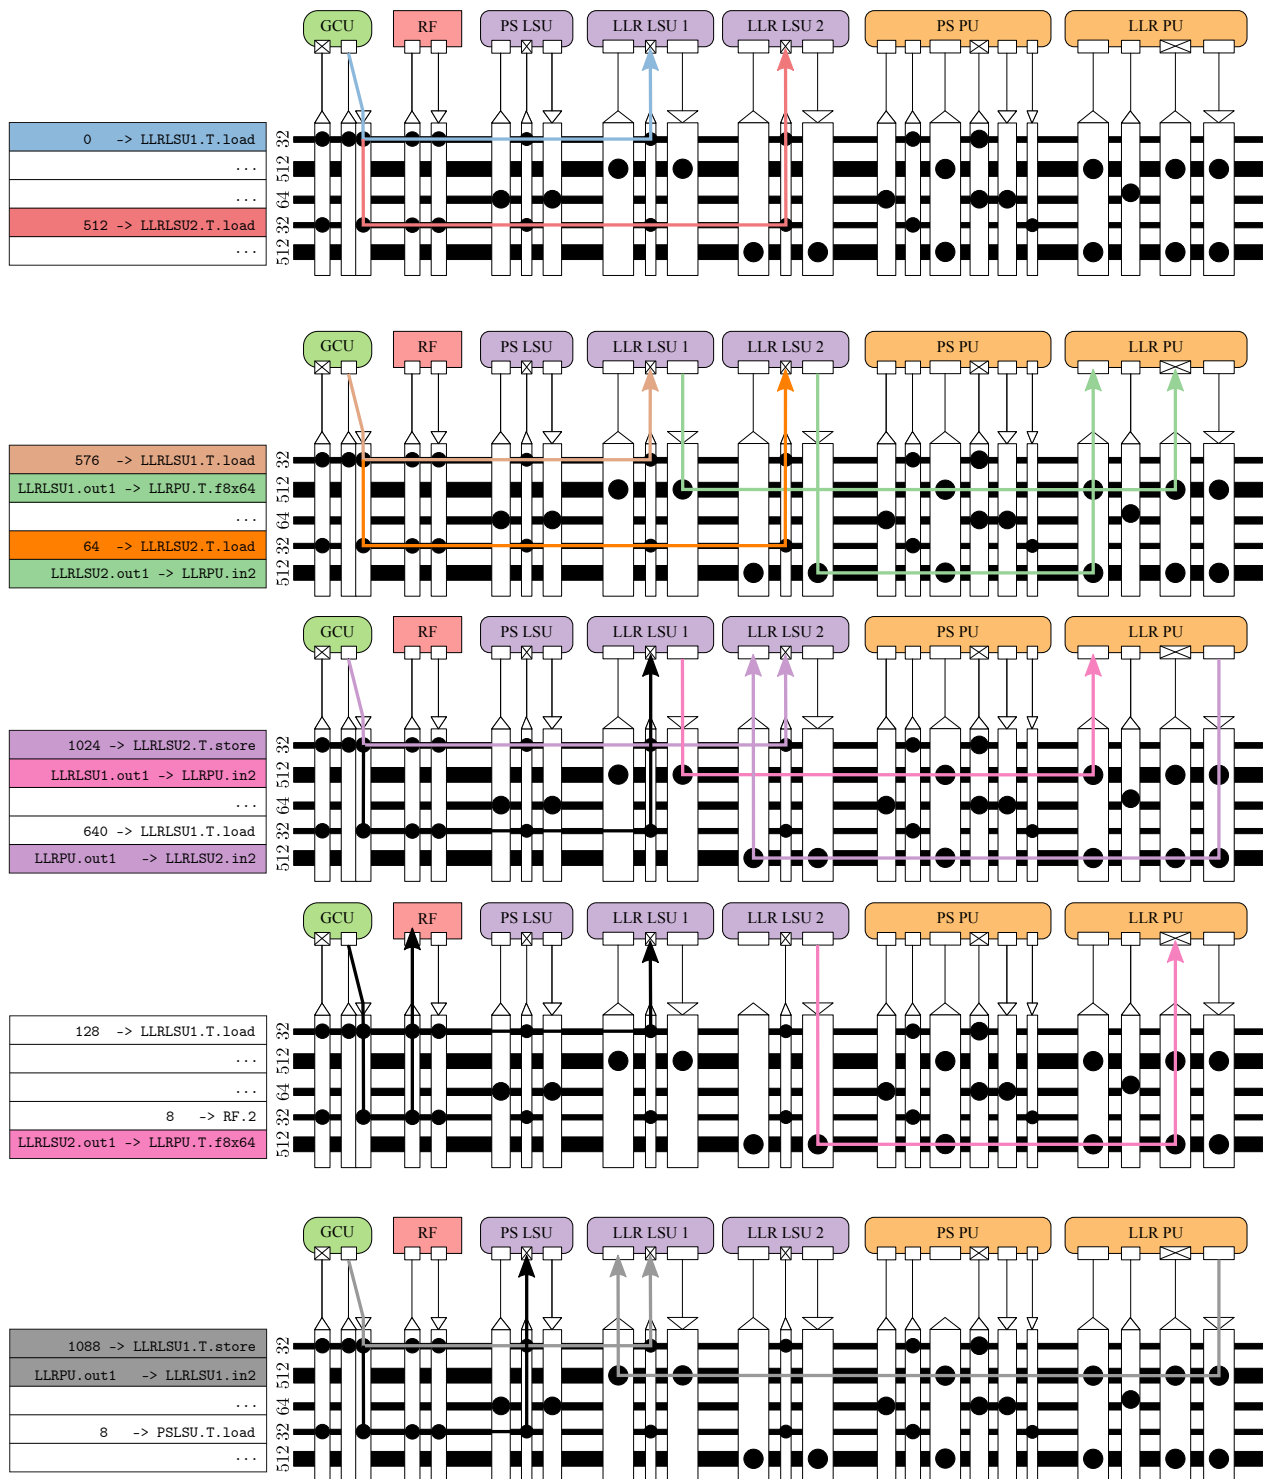 GCU RF PS LSU LLR LSU 1 LLR LSU 2 PS PU LLR PU
0 -> LLRLSU1.T.load 32
... 512
... 64
512 -> LLRLSU2.T.load 32
... 512
GCU RF PS LSU LLR LSU 1 LLR LSU 2 PS PU LLR PU
576 -> LLRLSU1.T.load 32
LLRLSU1.out1 -> LLRPU.T.f8x64 512
... 64
64 -> LLRLSU2.T.load 32
LLRLSU2.out1 -> LLRPU.in2 512
GCU RF PS LSU LLR LSU 1 LLR LSU 2 PS PU LLR PU
1024 -> LLRLSU2.T.store 32
LLRLSU1.out1 -> LLRPU.in2 512
... 64
640 -> LLRLSU1.T.load 32
LLRPU.out1 -> LLRLSU2.in2 512
GCU RF PS LSU LLR LSU 1 LLR LSU 2 PS PU LLR PU
128 -> LLRLSU1.T.load 32
... 512
... 64
8 -> RF.2 32
LLRLSU2.out1 -> LLRPU.T.f8x64 512
GCU RF PS LSU LLR LSU 1 LLR LSU 2 PS PU LLR PU
1088 -> LLRLSU1.T.store 32
LLRPU.out1 -> LLRLSU1.in2 512
... 64
8 -> PSLSU.T.load 32
... 512